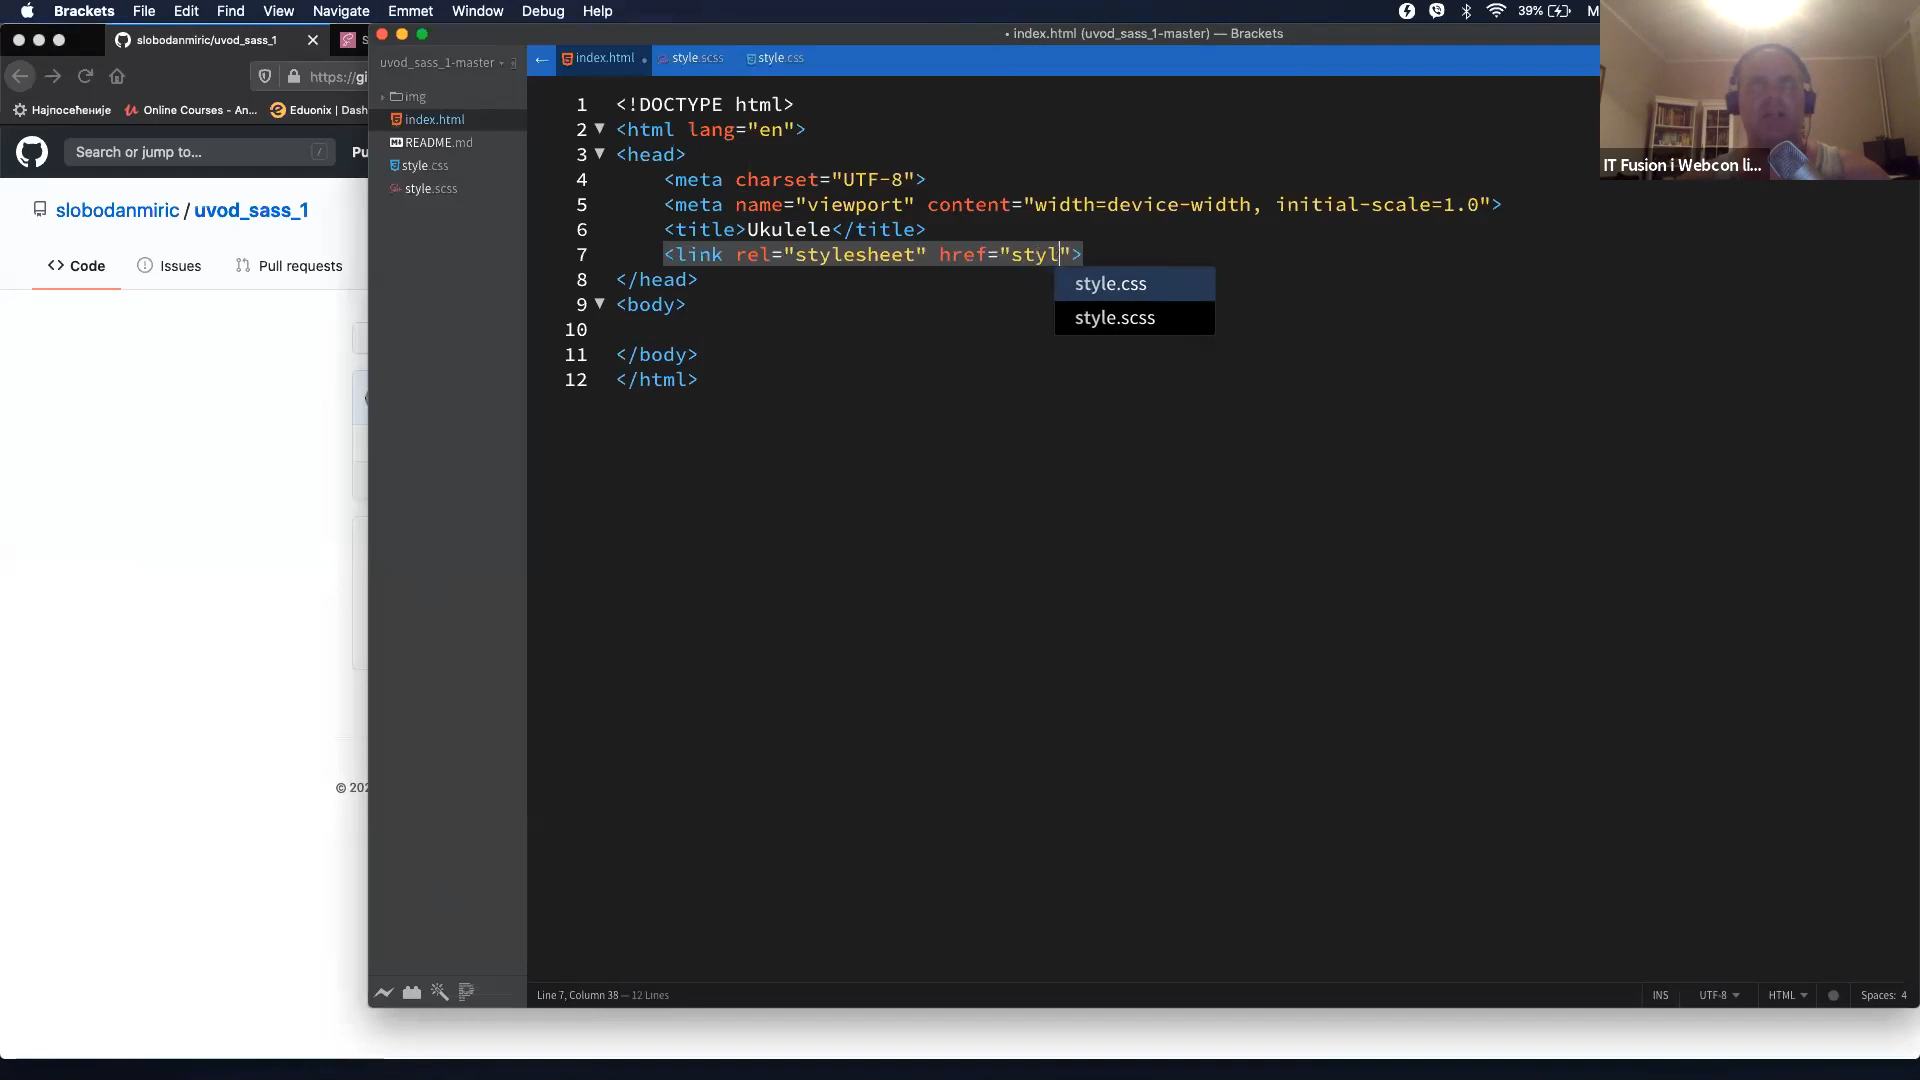 Brackets File Edit Find View Navigate Emmet Window Debug Help
39%
slobodanmiric/uvod_sass_1
https://gi
Најпосећеније Online Courses - An... Eduonix | Dash
Search or jump to... /
slobodanmiric / uvod_sass_1
<> Code Issues Pull requests
• index.html (uvod_sass_1-master) — Brackets
uvod_sass_1-master
index.html style.scss style.css
img
index.html
README.md
style.css
style.scss
1 <!DOCTYPE html>
2 <html lang="en">
3 <head>
4 <meta charset="UTF-8">
5 <meta name="viewport" content="width=device-width, initial-scale=1.0">
6 <title>Ukulele</title>
7 <link rel="stylesheet" href="styl">
style.css
style.scss
8 </head>
9 <body>
10
11 </body>
12 </html>
IT Fusion i Webcon li...
Line 7, Column 38 — 12 Lines
INS UTF-8 HTML Spaces: 4